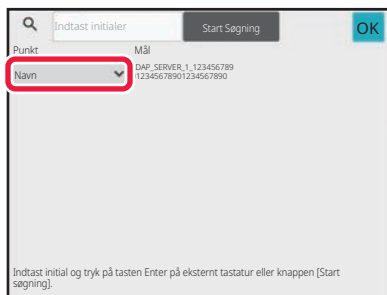 Indtast initialer
Start Søgning
OK
Punkt
Mål
Navn
DAP_SERVER_1_123456789
12345678901234567890
Indtast initial og tryk på tasten Enter på eksternt tastatur eller knappen [Start
søgning].